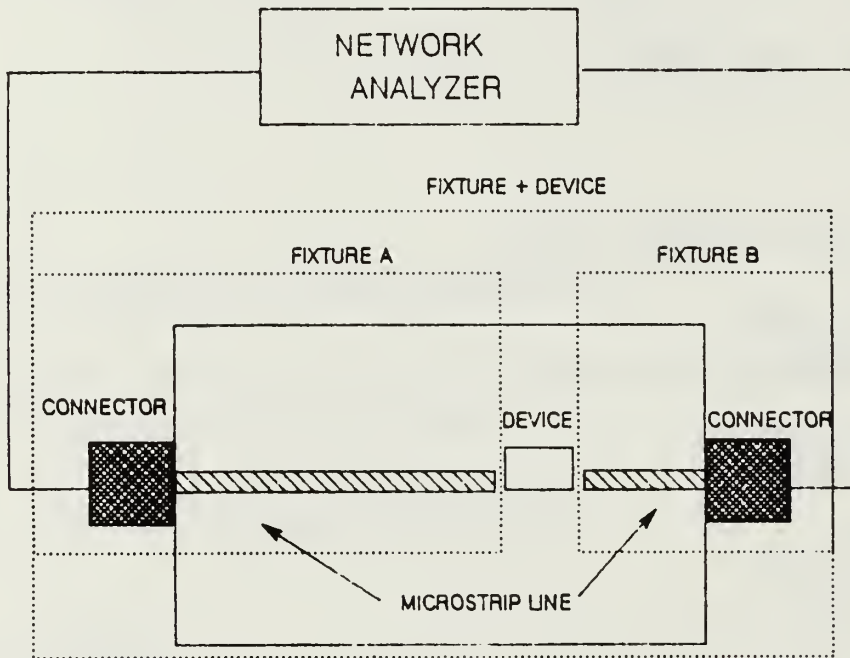 NETWORK
ANALYZER
FIXTURE + DEVICE
FIXTURE A
FIXTURE B
CONNECTOR
DEVICE
CONNECTOR
MICROSTRIP LINE